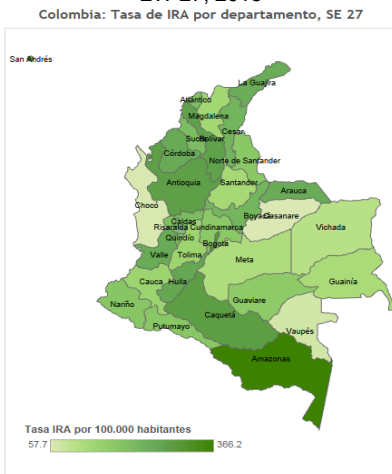 Colombia: Tasa de IRA por departamento, SE 27
San Andrés
La Guajira
Atlántico
Magdalena
Cesar
Sucre
Bolívar
Córdoba
Norte de Santander
Antioquia
Santander
Arauca
Chocó
Boyacá
Casanare
Caldas
Risaralda
Cundinamarca
Vichada
Quindío
Bogotá
Valle
Tolima
Meta
Cauca
Huila
Guainía
Nariño
Guaviare
Caquetá
Putumayo
Vaupés
Amazonas
Tasa IRA por 100.000 habitantes
57.7
366.2